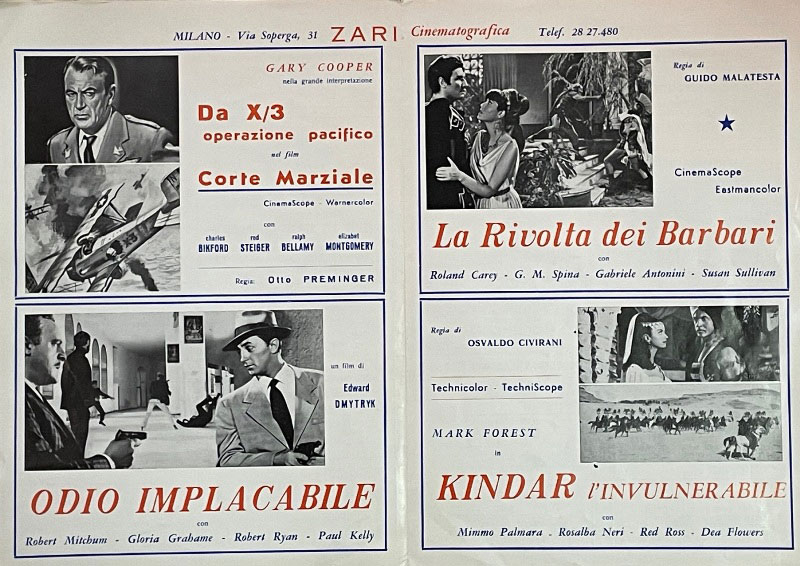 MILANO - Via Soperga, 31 ZARI Cinematografica Telef. 28 27.480
GARY COOPER
nella grande interpretazione
Da X/3
operazione pacifico
nel film
Corte Marziale
CinemaScope - Warnercolor
con
charles BIKFORD rod STEIGER ralph BELLAMY elizabet MONTGOMERY
Regia: Otto PREMINGER
Regia di
GUIDO MALATESTA
CinemaScope
Eastmancolor
La Rivolta dei Barbari
con
Roland Carey - G. M. Spina - Gabriele Antonini - Susan Sullivan
un film di
Edward
DMYTRYK
ODIO IMPLACABILE
con
Robert Mitchum - Gloria Grahame - Robert Ryan - Paul Kelly
Regia di
OSVALDO CIVIRANI
Technicolor - TechniScope
MARK FOREST
in
KINDAR l'INVULNERABILE
con
Mimmo Palmara - Rosalba Neri - Red Ross - Dea Flowers